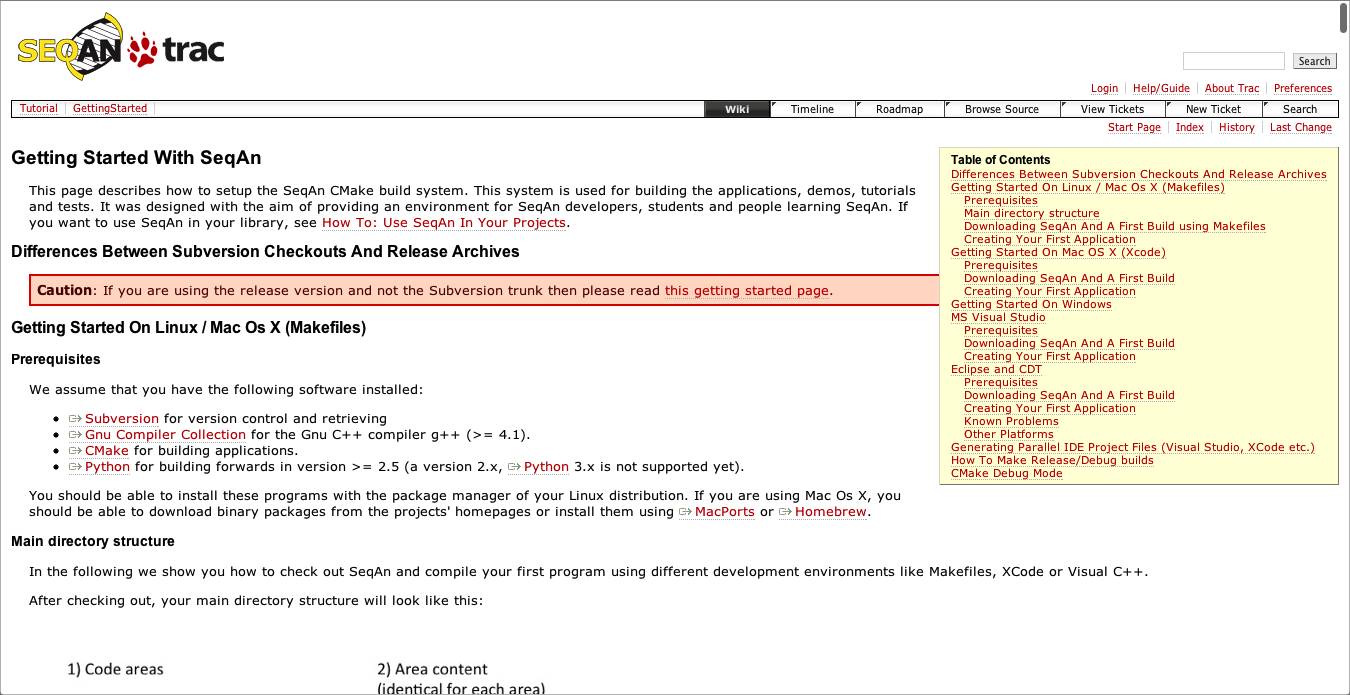 SEQAN trac
Search
Login Help/Guide About Trac Preferences
Tutorial GettingStarted Wiki Timeline Roadmap Browse Source View Tickets New Ticket Search
Start Page Index History Last Change
Getting Started With SeqAn
This page describes how to setup the SeqAn CMake build system. This system is used for building the applications, demos, tutorials
and tests. It was designed with the aim of providing an environment for SeqAn developers, students and people learning SeqAn. If
you want to use SeqAn in your library, see How To: Use SeqAn In Your Projects.
Differences Between Subversion Checkouts And Release Archives
Caution: If you are using the release version and not the Subversion trunk then please read this getting started page.
Getting Started On Linux / Mac Os X (Makefiles)
Prerequisites
We assume that you have the following software installed:
• Subversion for version control and retrieving
• Gnu Compiler Collection for the Gnu C++ compiler g++ (>= 4.1).
• CMake for building applications.
• Python for building forwards in version >= 2.5 (a version 2.x, Python 3.x is not supported yet).
You should be able to install these programs with the package manager of your Linux distribution. If you are using Mac Os X, you
should be able to download binary packages from the projects' homepages or install them using MacPorts or Homebrew.
Main directory structure
In the following we show you how to check out SeqAn and compile your first program using different development environments like Makefiles, XCode or Visual C++.
After checking out, your main directory structure will look like this:
1) Code areas
2) Area content
(identical for each area)
Table of Contents
Differences Between Subversion Checkouts And Release Archives
Getting Started On Linux / Mac Os X (Makefiles)
Prerequisites
Main directory structure
Downloading SeqAn And A First Build using Makefiles
Creating Your First Application
Getting Started On Mac OS X (Xcode)
Prerequisites
Downloading SeqAn And A First Build
Creating Your First Application
Getting Started On Windows
MS Visual Studio
Prerequisites
Downloading SeqAn And A First Build
Creating Your First Application
Eclipse and CDT
Prerequisites
Downloading SeqAn And A First Build
Creating Your First Application
Known Problems
Other Platforms
Generating Parallel IDE Project Files (Visual Studio, XCode etc.)
How To Make Release/Debug builds
CMake Debug Mode